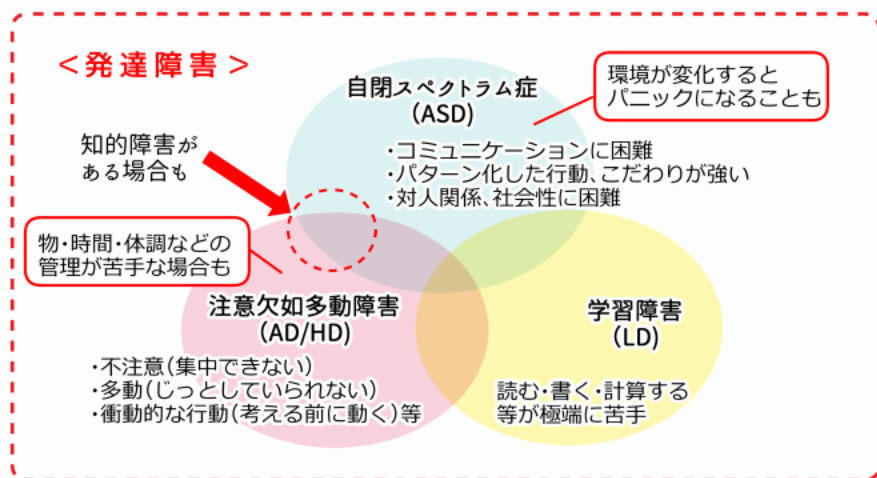 <発達障害>
自閉スペクトラム症
(ASD)
環境が変化すると
パニックになることも
・コミュニケーションに困難
・パターン化した行動、こだわりが強い
・対人関係、社会性に困難
知的障害が
ある場合も
物・時間・体調などの
管理が苦手な場合も
注意欠如多動障害
(AD/HD)
・不注意(集中できない)
・多動(じっとしていられない)
・衝動的な行動(考える前に動く)等
学習障害
(LD)
読む・書く・計算する
等が極端に苦手